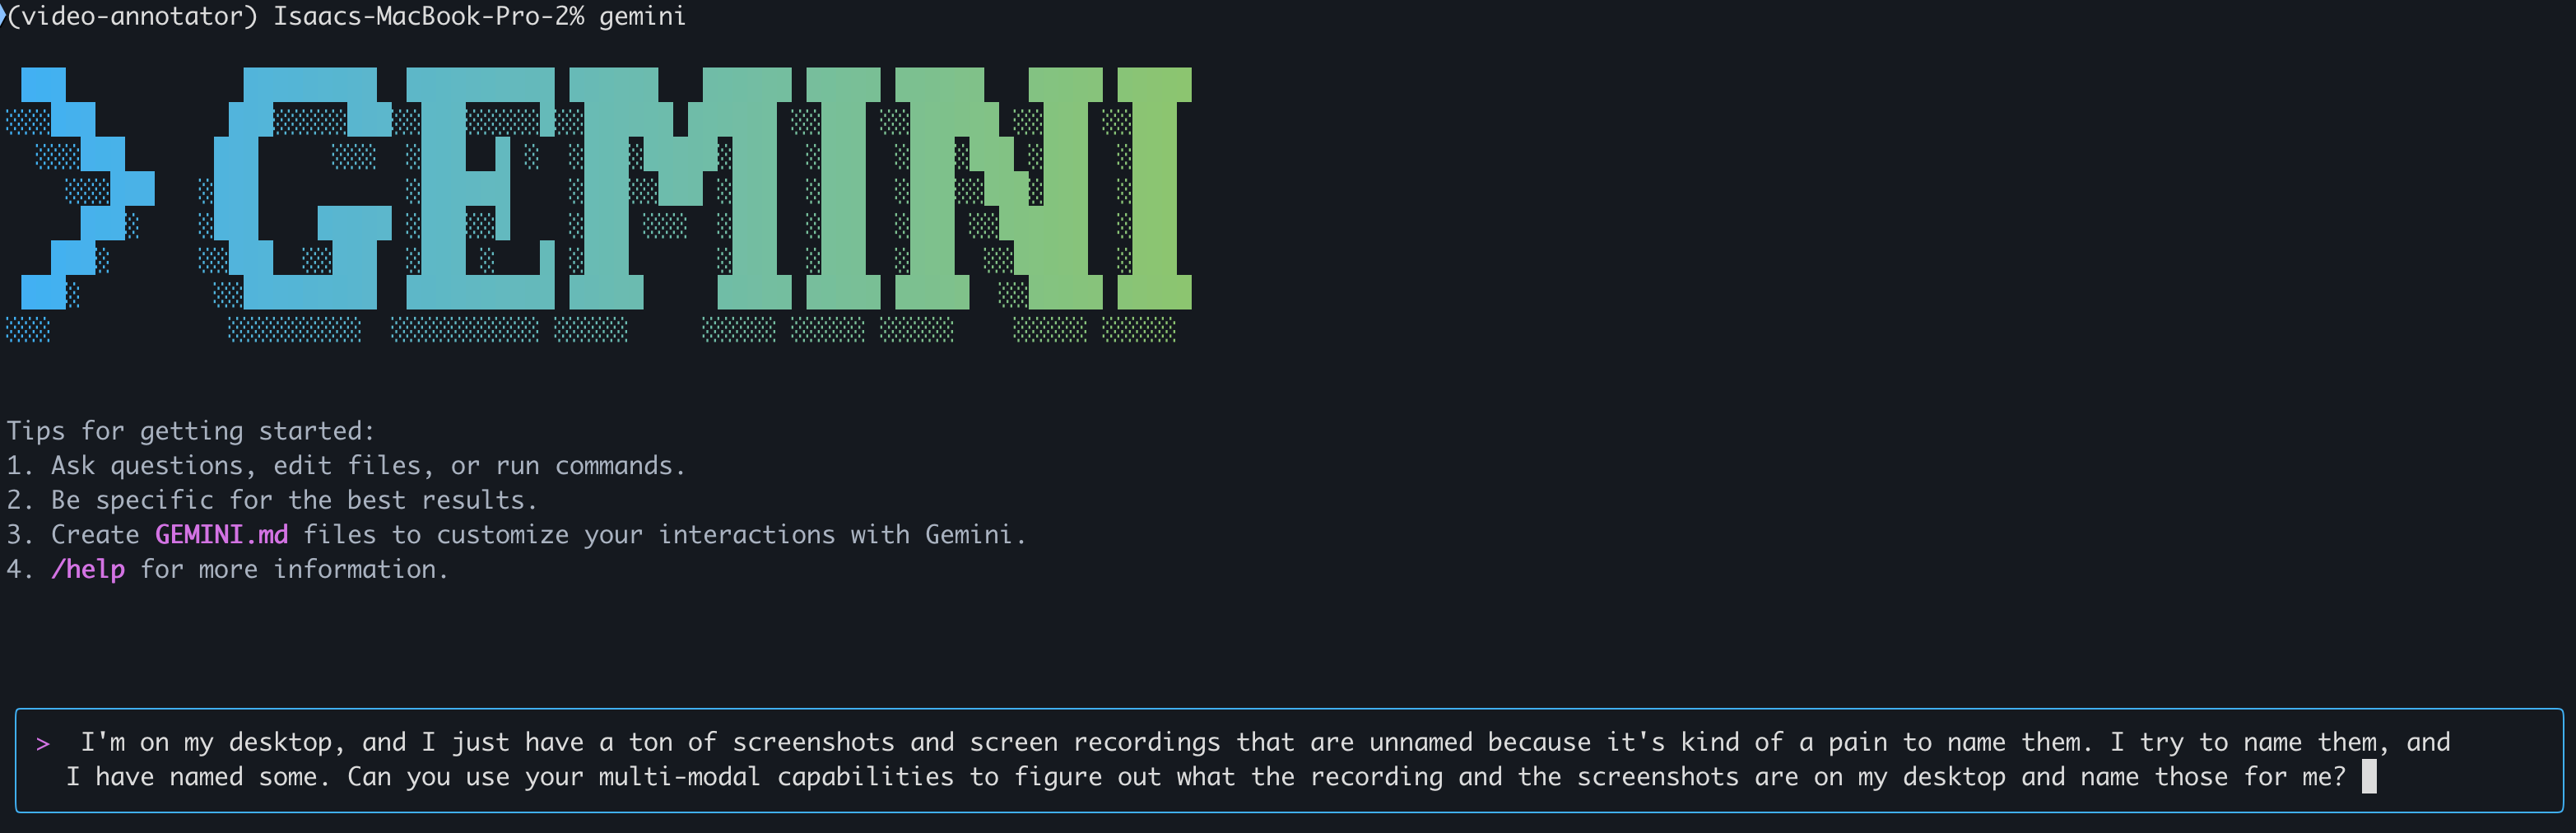 (video-annotator) Isaacs-MacBook-Pro-2% gemini
GEMINI
Tips for getting started:
1. Ask questions, edit files, or run commands.
2. Be specific for the best results.
3. Create GEMINI.md files to customize your interactions with Gemini.
4. /help for more information.
>  I'm on my desktop, and I just have a ton of screenshots and screen recordings that are unnamed because it's kind of a pain to name them. I try to name them, and
I have named some. Can you use your multi-modal capabilities to figure out what the recording and the screenshots are on my desktop and name those for me?